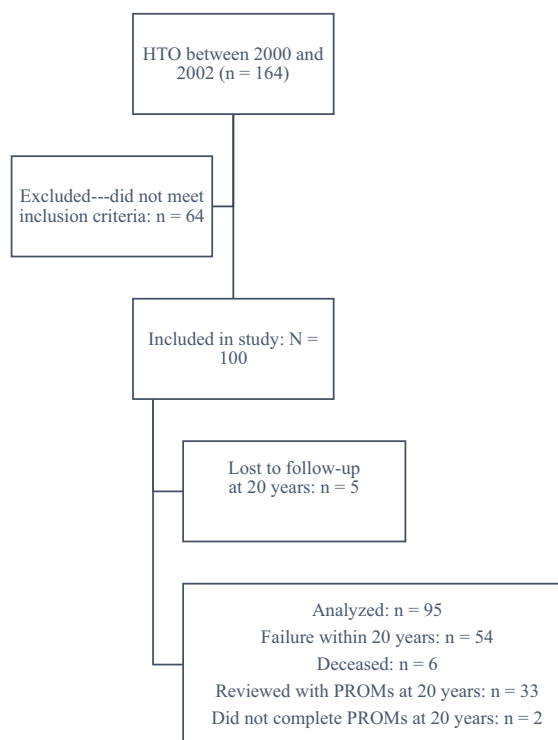 HTO between 2000 and
2002 (n = 164)
Excluded---did not meet
inclusion criteria: n = 64
Included in study: N =
100
Lost to follow-up
at 20 years: n = 5
Analyzed: n = 95
Failure within 20 years: n = 54
Deceased: n = 6
Reviewed with PROMs at 20 years: n = 33
Did not complete PROMs at 20 years: n = 2